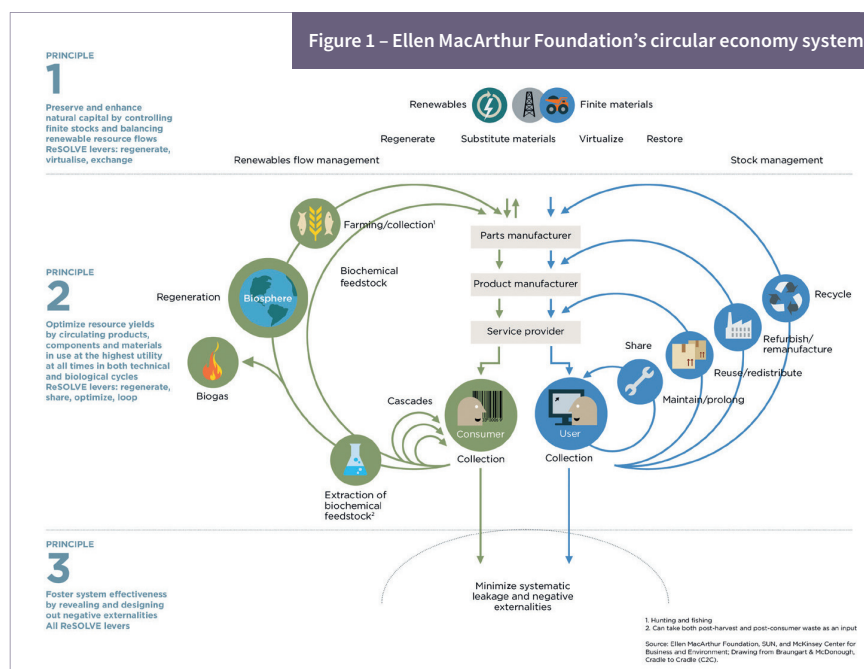 Figure 1 – Ellen MacArthur Foundation’s circular economy system
PRINCIPLE
1
Preserve and enhance
natural capital by controlling
finite stocks and balancing
renewable resource flows
ReSOLVE levers: regenerate,
virtualise, exchange
Renewables
Finite materials
Regenerate
Substitute materials
Virtualize
Restore
Renewables flow management
Stock management
PRINCIPLE
2
Optimize resource yields
by circulating products,
components and materials
in use at the highest utility
at all times in both technical
and biological cycles
ReSOLVE levers: regenerate,
share, optimize, loop
Farming/collection¹
Biochemical
feedstock
Regeneration
Biosphere
Biogas
Cascades
Extraction of
biochemical
feedstock²
Parts manufacturer
Product manufacturer
Service provider
Consumer
Collection
User
Collection
Share
Maintain/prolong
Reuse/redistribute
Refurbish/
remanufacture
Recycle
PRINCIPLE
3
Foster system effectiveness
by revealing and designing
out negative externalities
All ReSOLVE levers
Minimize systematic
leakage and negative
externalities
1. Hunting and fishing
2. Can take both post-harvest and post-consumer waste as an input
Source: Ellen MacArthur Foundation, SUN, and McKinsey Center for
Business and Environment; Drawing from Braungart & McDonough,
Cradle to Cradle (C2C).